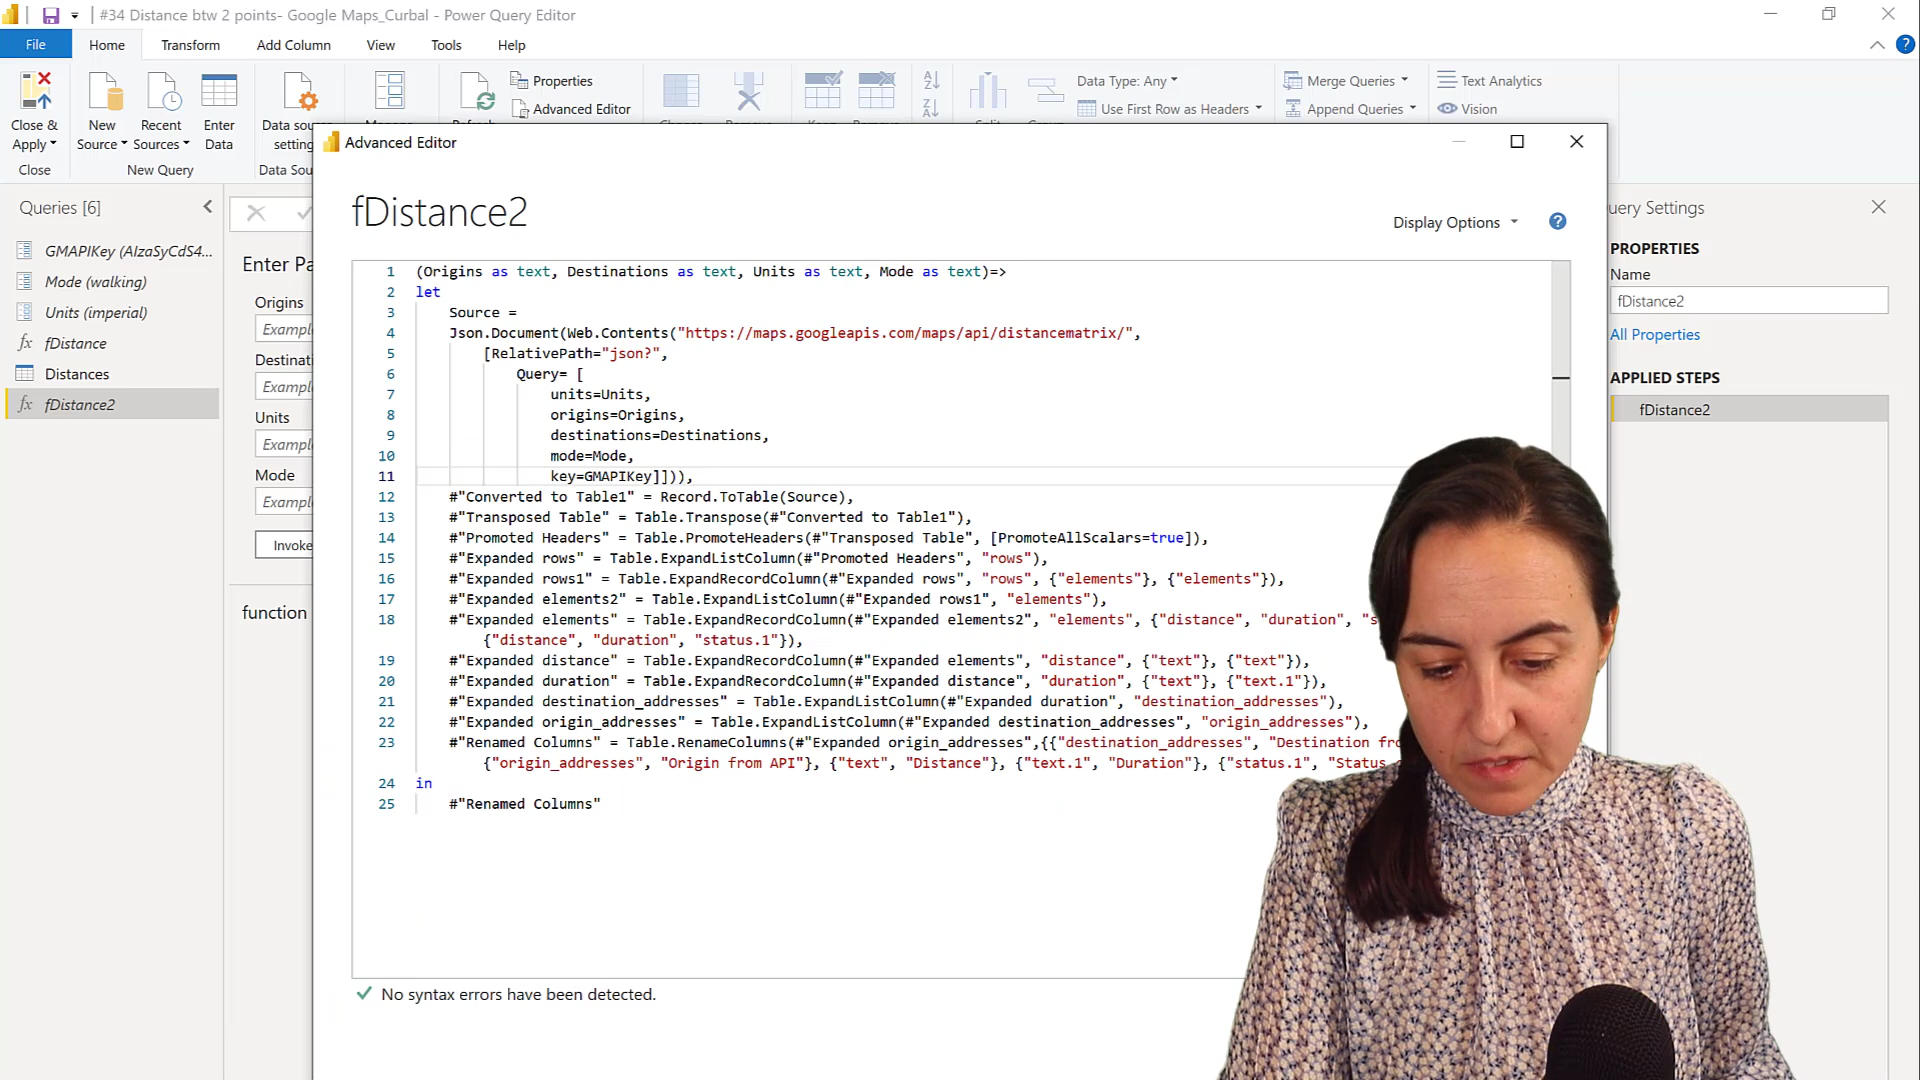 #34 Distance btw 2 points- Google Maps_Curbal - Power Query Editor
File Home Transform Add Column View Tools Help
Close & Apply
New Source
Recent Sources
Enter Data
Properties
Advanced Editor
Data Type: Any
Use First Row as Headers
Merge Queries
Append Queries
Text Analytics
Vision
Close
New Query
Advanced Editor
Queries [6]
GMAPIKey (AIzaSyCdS4...
Mode (walking)
Units (imperial)
fDistance
Distances
fDistance2
Origins
Units
Mode
function
fDistance2
Display Options
1 (Origins as text, Destinations as text, Units as text, Mode as text)=>
2 let
3 Source =
4 Json.Document(Web.Contents("https://maps.googleapis.com/maps/api/distancematrix/",
5 [RelativePath="json?",
6 Query= [
7 units=Units,
8 origins=Origins,
9 destinations=Destinations,
10 mode=Mode,
11 key=GMAPIKey]])),
12 #"Converted to Table1" = Record.ToTable(Source),
13 #"Transposed Table" = Table.Transpose(#"Converted to Table1"),
14 #"Promoted Headers" = Table.PromoteHeaders(#"Transposed Table", [PromoteAllScalars=true]),
15 #"Expanded rows" = Table.ExpandListColumn(#"Promoted Headers", "rows"),
16 #"Expanded rows1" = Table.ExpandRecordColumn(#"Expanded rows", "rows", {"elements"}, {"elements"}),
17 #"Expanded elements2" = Table.ExpandListColumn(#"Expanded rows1", "elements"),
18 #"Expanded elements" = Table.ExpandRecordColumn(#"Expanded elements2", "elements", {"distance", "duration",
{"distance", "duration", "status.1"}),
19 #"Expanded distance" = Table.ExpandRecordColumn(#"Expanded elements", "distance", {"text"}, {"text"}),
20 #"Expanded duration" = Table.ExpandRecordColumn(#"Expanded distance", "duration", {"text"}, {"text.1"}),
21 #"Expanded destination_addresses" = Table.ExpandListColumn(#"Expanded duration", "destination_addresses"),
22 #"Expanded origin_addresses" = Table.ExpandListColumn(#"Expanded destination_addresses", "origin_addresses"),
23 #"Renamed Columns" = Table.RenameColumns(#"Expanded origin_addresses",{{"destination_addresses", "Destination
{"origin_addresses", "Origin from API"}, {"text", "Distance"}, {"text.1", "Duration"}, {"status.1", "Status
24 in
25 #"Renamed Columns"
No syntax errors have been detected.
PROPERTIES
Name
fDistance2
All Properties
APPLIED STEPS
fDistance2